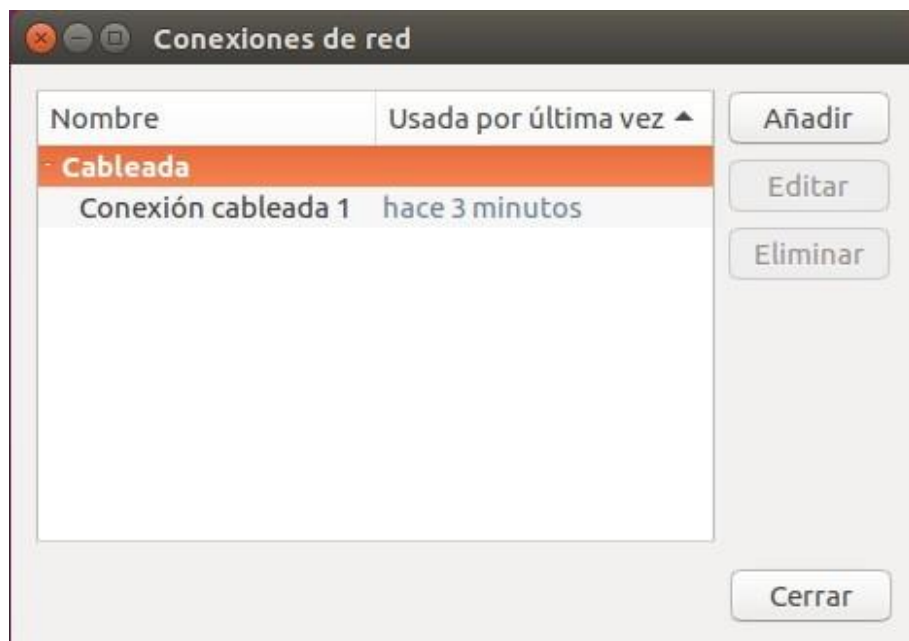 Conexiones de red
Nombre Usada por última vez
Añadir
Cableada
Editar
Conexión cableada 1 hace 3 minutos
Eliminar
Cerrar